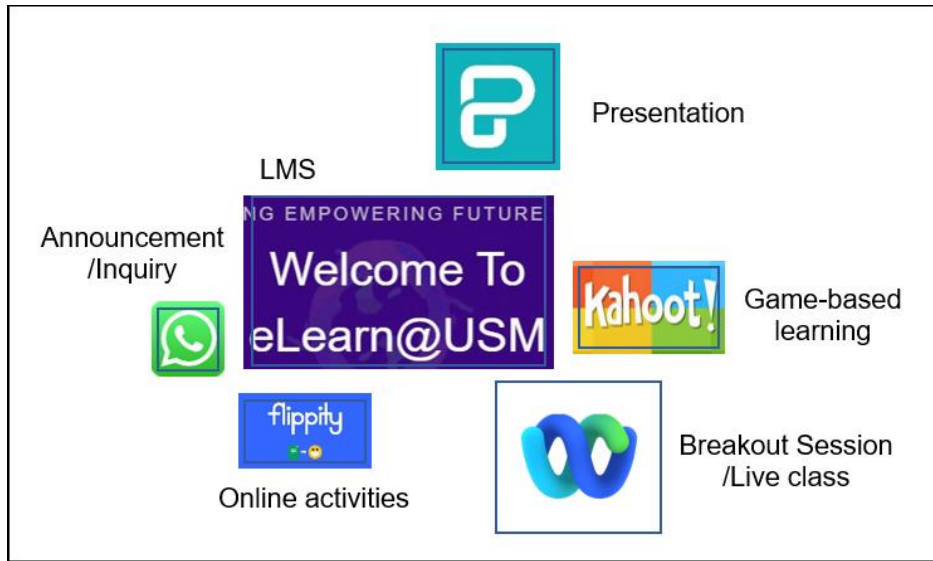 Presentation
LMS
NG EMPOWERING FUTURE
Welcome To
eLearn@USM
Announcement
/Inquiry
Kahoot!
Game-based
learning
flippity
Online activities
Breakout Session
/Live class